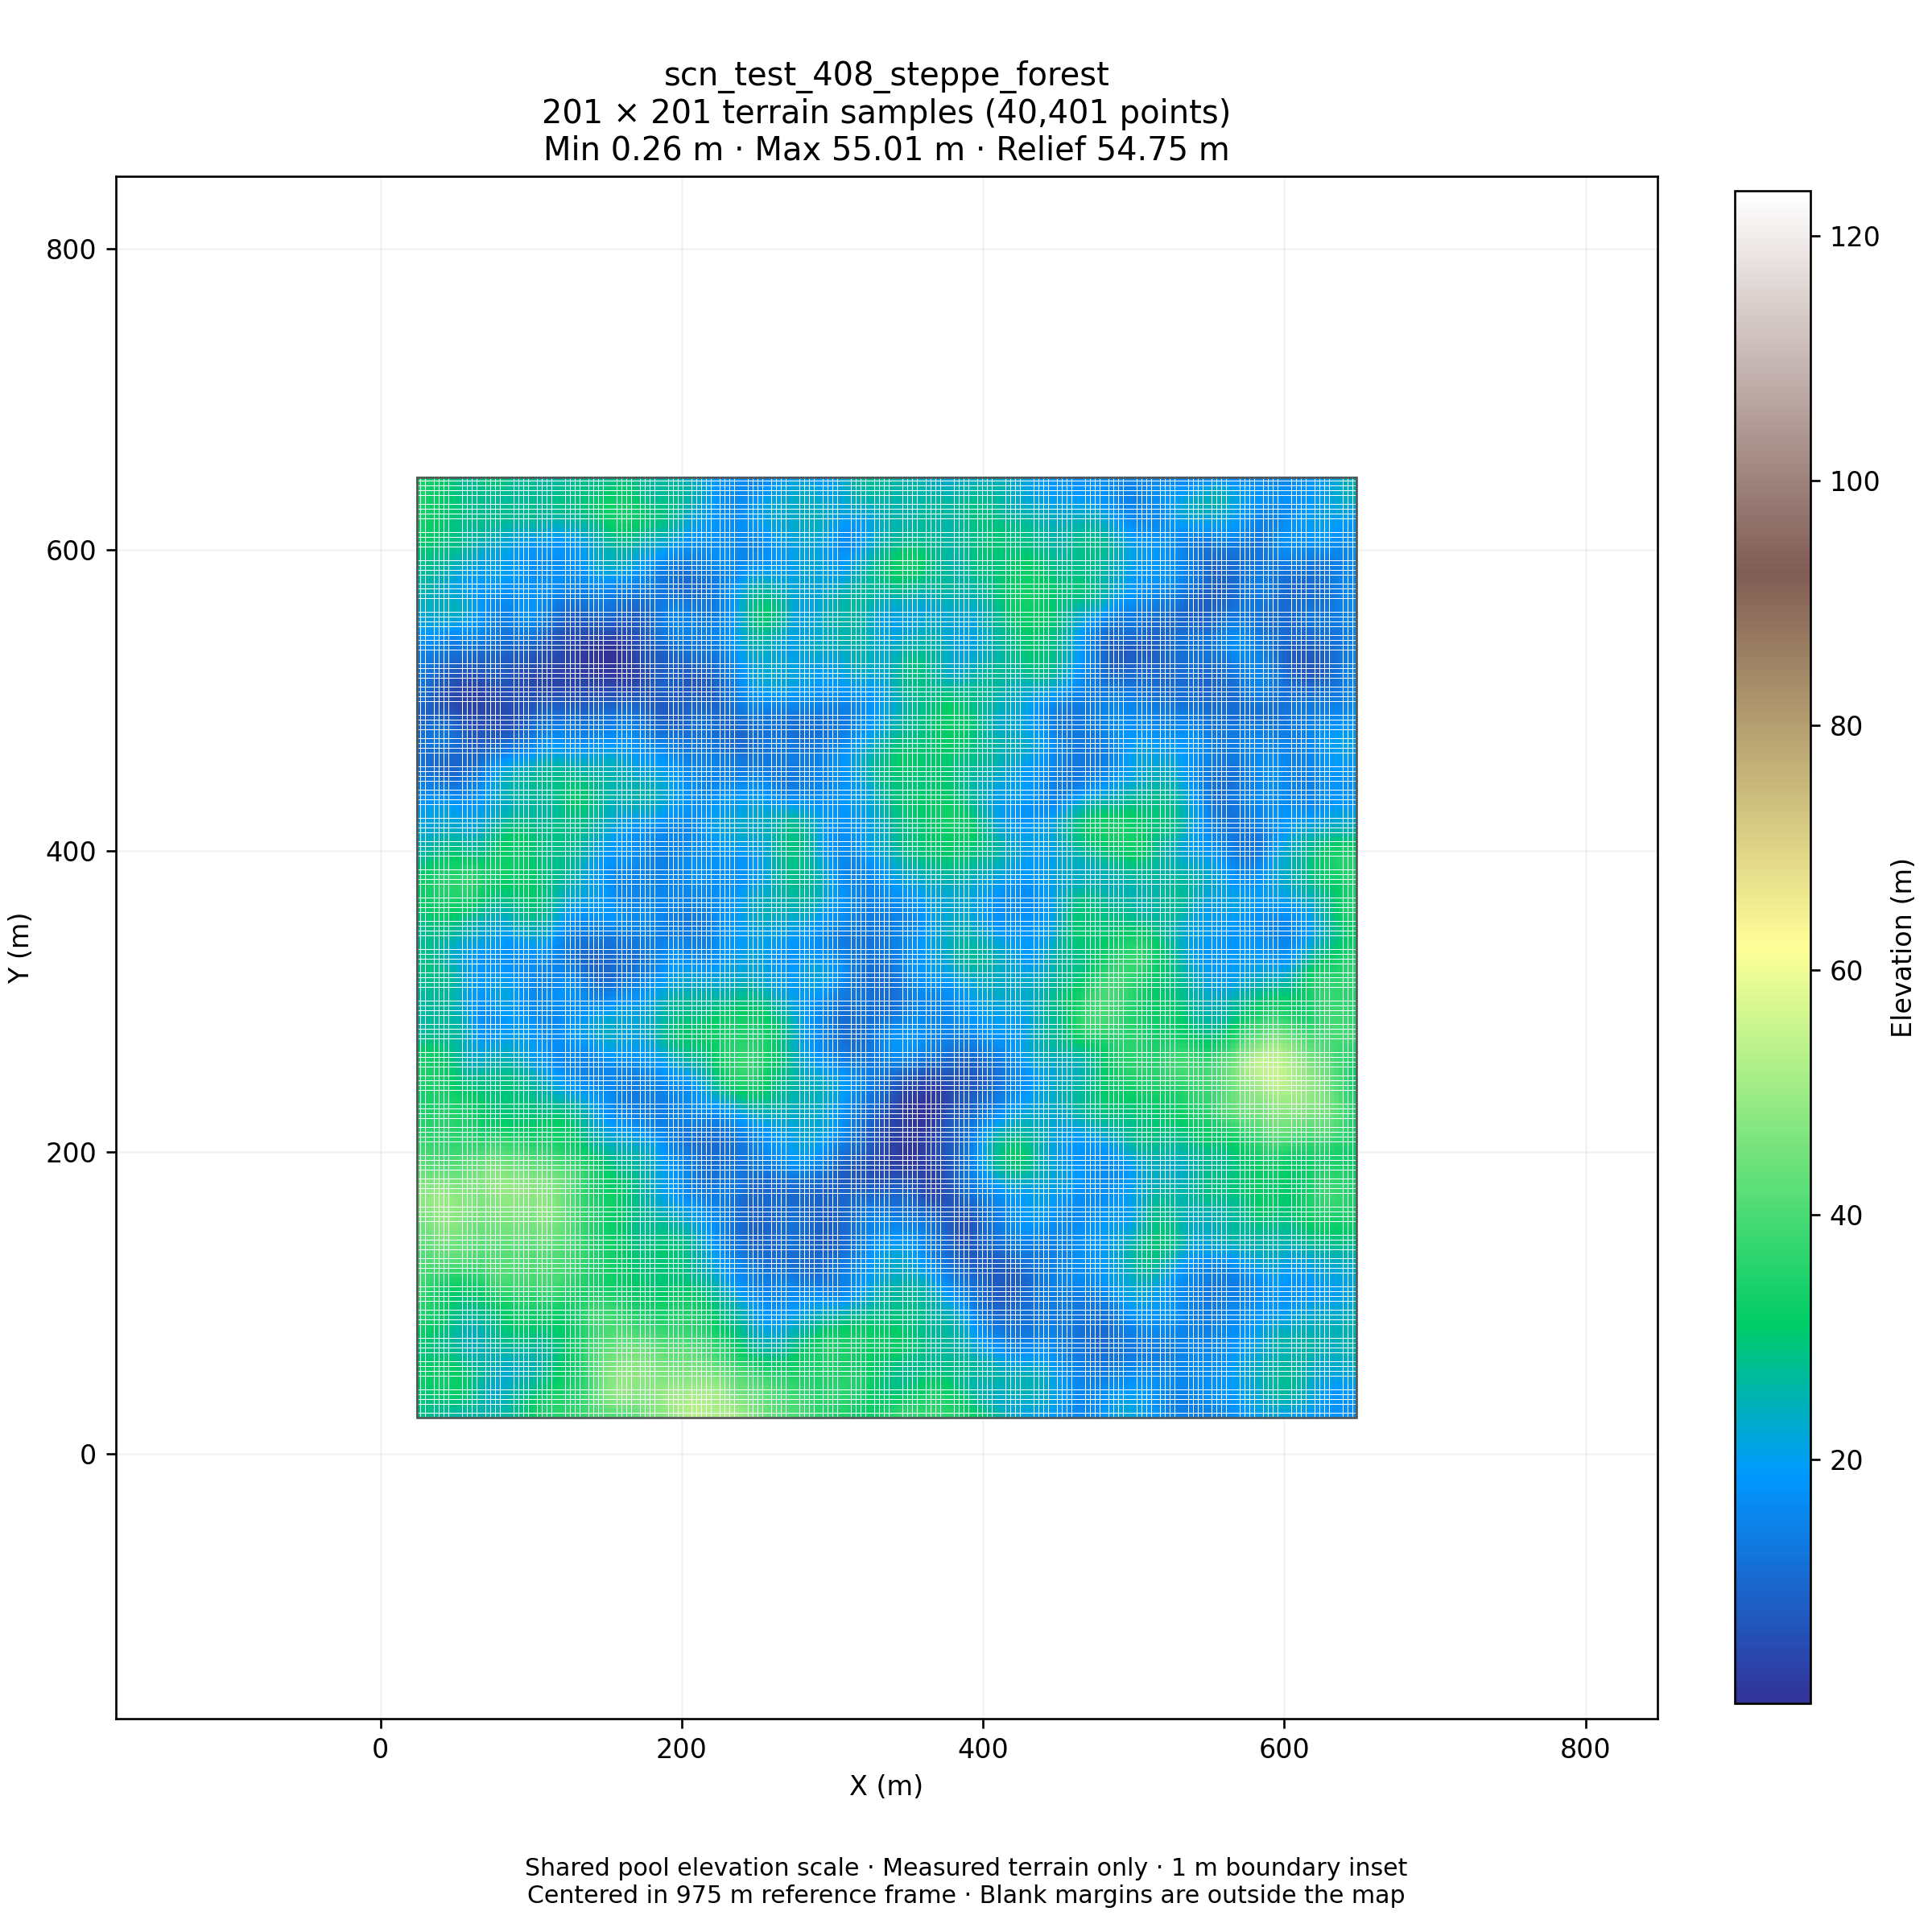 scn_test_408_steppe_forest
201 × 201 terrain samples (40,401 points)
Min 0.26 m · Max 55.01 m · Relief 54.75 m
800
600
400
200
0
Y (m)
0
200
400
600
800
X (m)
120
100
80
60
40
20
Elevation (m)
Shared pool elevation scale · Measured terrain only · 1 m boundary inset
Centered in 975 m reference frame · Blank margins are outside the map